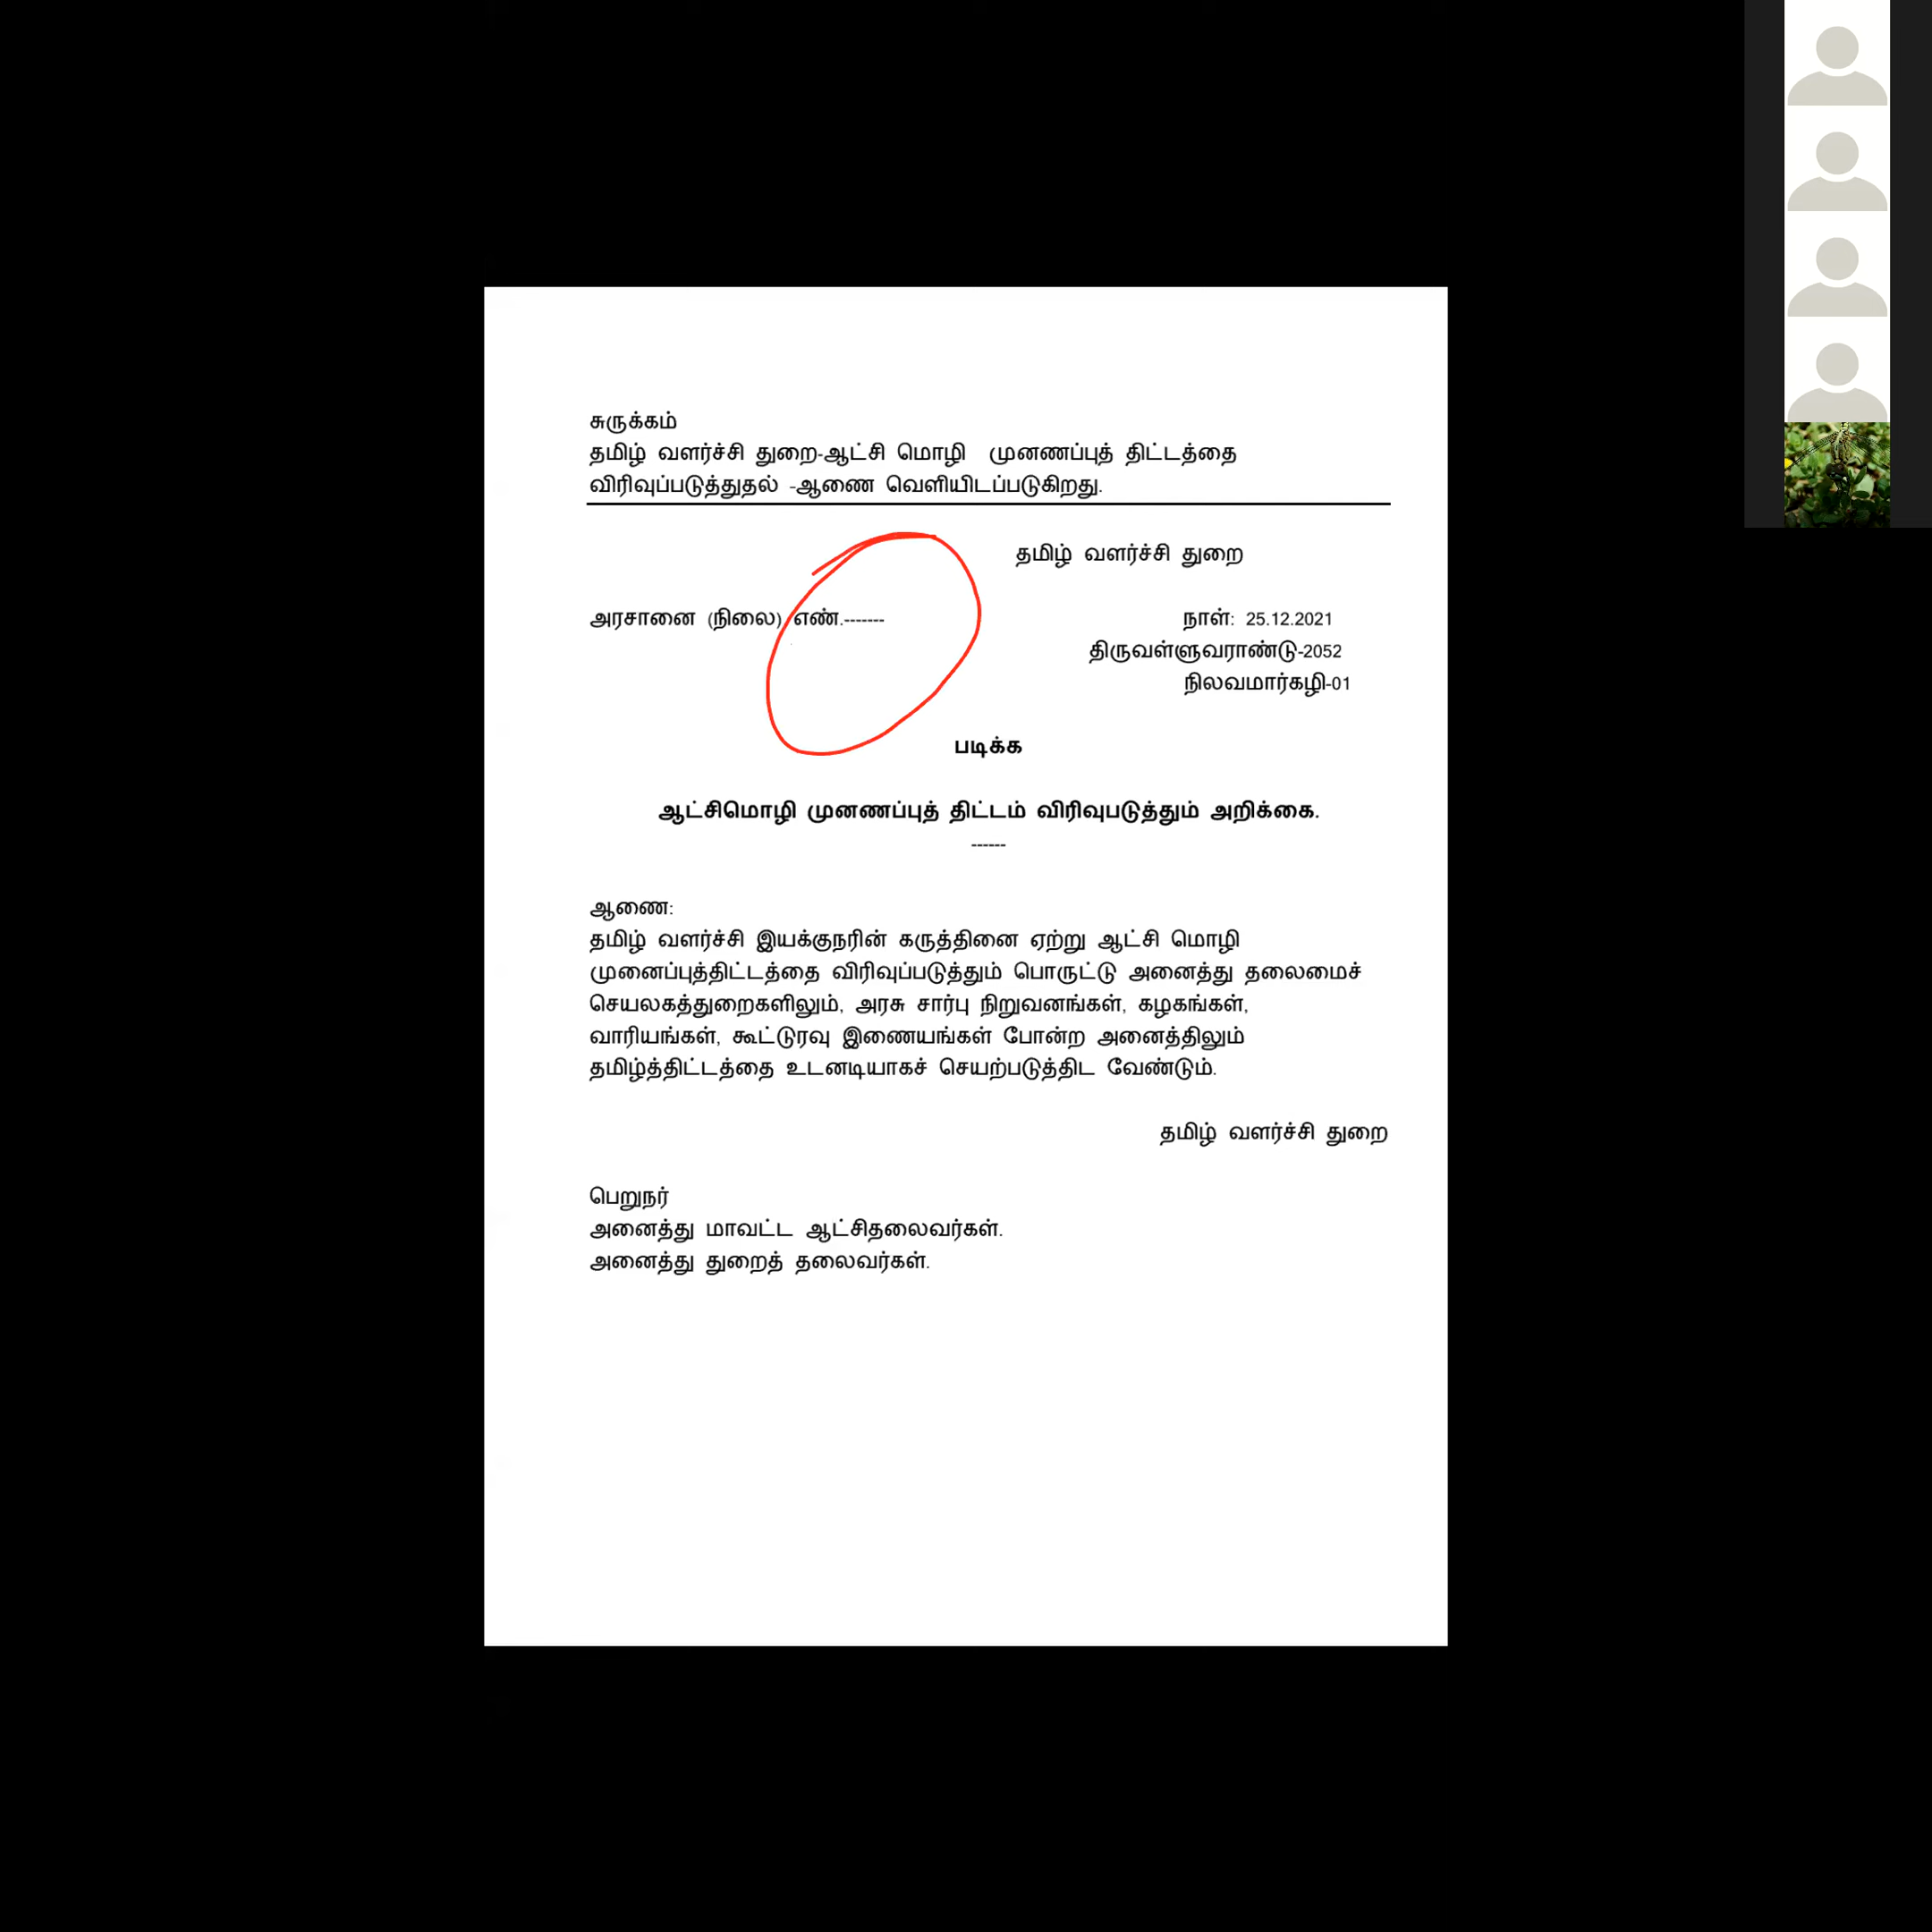 சுருக்கம்
தமிழ் வளர்ச்சி துறை-ஆட்சி மொழி முனணப்புத் திட்டத்தை
விரிவுப்படுத்துதல் -ஆணை வெளியிடப்படுகிறது.
தமிழ் வளர்ச்சி துறை
அரசானை (நிலை) எண்.------- நாள்: 25.12.2021
திருவள்ளுவராண்டு-2052
நிலவமார்கழி-01
படிக்க
ஆட்சிமொழி முனணப்புத் திட்டம் விரிவுபடுத்தும் அறிக்கை.
------
ஆணை:
தமிழ் வளர்ச்சி இயக்குநரின் கருத்தினை ஏற்று ஆட்சி மொழி
முனைப்புத்திட்டத்தை விரிவுப்படுத்தும் பொருட்டு அனைத்து தலைமைச்
செயலகத்துறைகளிலும், அரசு சார்பு நிறுவனங்கள், கழகங்கள்,
வாரியங்கள், கூட்டுரவு இணையங்கள் போன்ற அனைத்திலும்
தமிழ்த்திட்டத்தை உடனடியாகச் செயற்படுத்திட வேண்டும்.
தமிழ் வளர்ச்சி துறை
பெறுநர்
அனைத்து மாவட்ட ஆட்சிதலைவர்கள்.
அனைத்து துறைத் தலைவர்கள்.